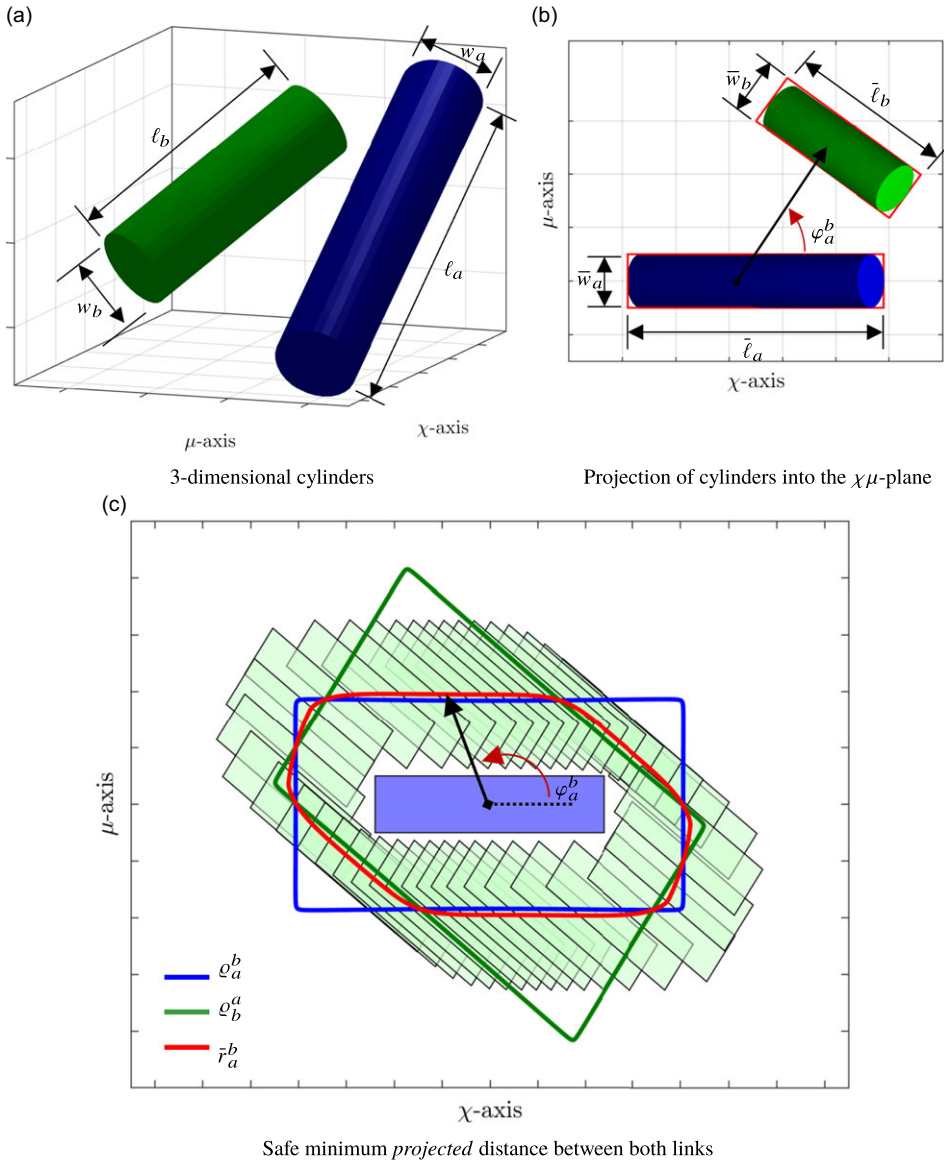 (a)
w_a
ℓ_b
ℓ_a
w_b
μ-axis
χ-axis
3-dimensional cylinders
(b)
w̅_b
ℓ̄_b
μ-axis
φ_a^b
w̅_a
ℓ̄_a
χ-axis
Projection of cylinders into the χμ-plane
(c)
μ-axis
φ_a^b
ϱ_a^b
ϱ_b^a
r̄_a^b
χ-axis
Safe minimum projected distance between both links